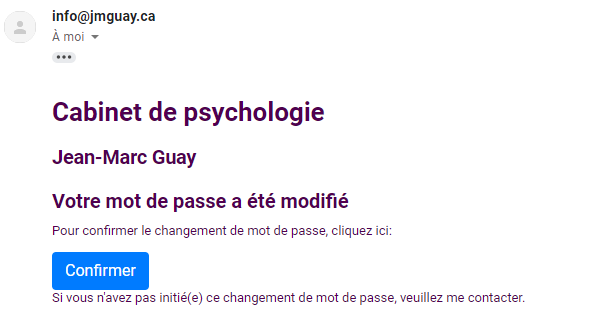 info@jmguay.ca
À moi
Cabinet de psychologie
Jean-Marc Guay
Votre mot de passe a été modifié
Pour confirmer le changement de mot de passe, cliquez ici:
Confirmer
Si vous n'avez pas initié(e) ce changement de mot de passe, veuillez me contacter.